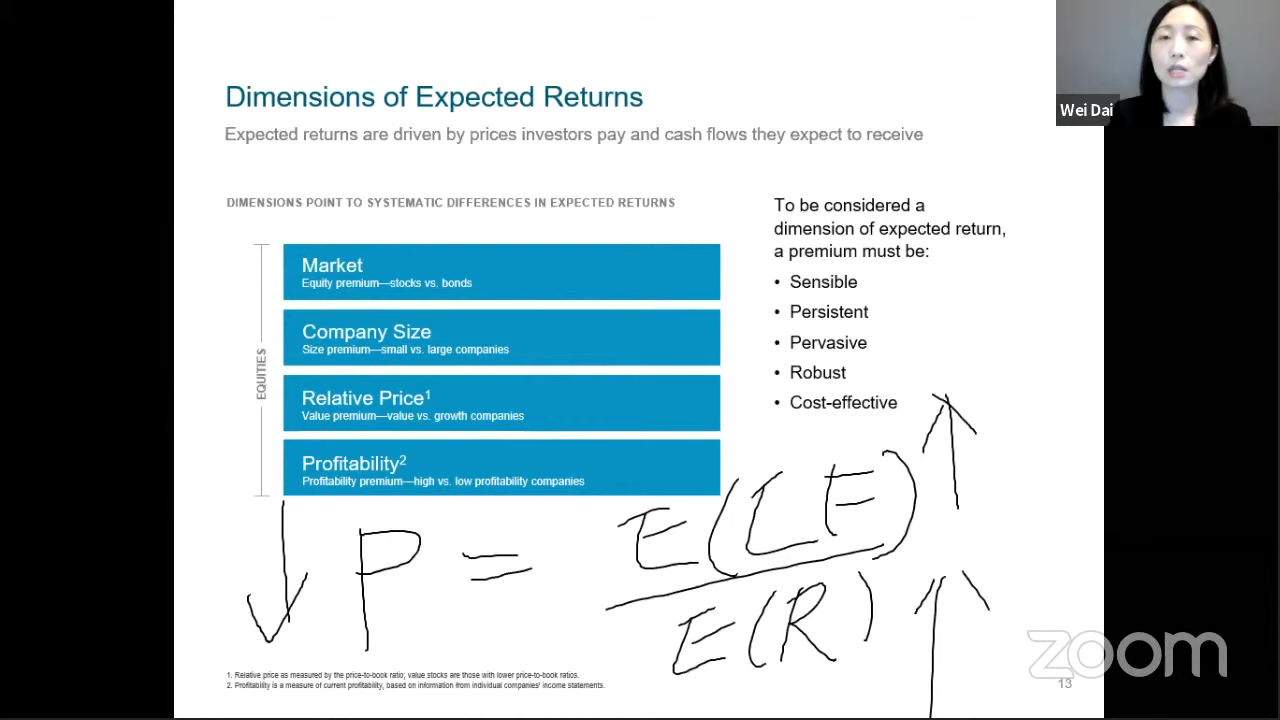 Wei Dai
Dimensions of Expected Returns
Expected returns are driven by prices investors pay and cash flows they expect to receive
DIMENSIONS POINT TO SYSTEMATIC DIFFERENCES IN EXPECTED RETURNS
EQUITIES
Market
Equity premium—stocks vs. bonds
Company Size
Size premium—small vs. large companies
Relative Price¹
Value premium—value vs. growth companies
Profitability²
Profitability premium—high vs. low profitability companies
To be considered a
dimension of expected return,
a premium must be:
• Sensible
• Persistent
• Pervasive
• Robust
• Cost-effective
↓ P = E(CF) ↑
E(R) ↑
1. Relative price as measured by the price-to-book ratio; value stocks are those with lower price-to-book ratios.
2. Profitability is a measure of current profitability, based on information from individual companies' income statements.
zoom
13